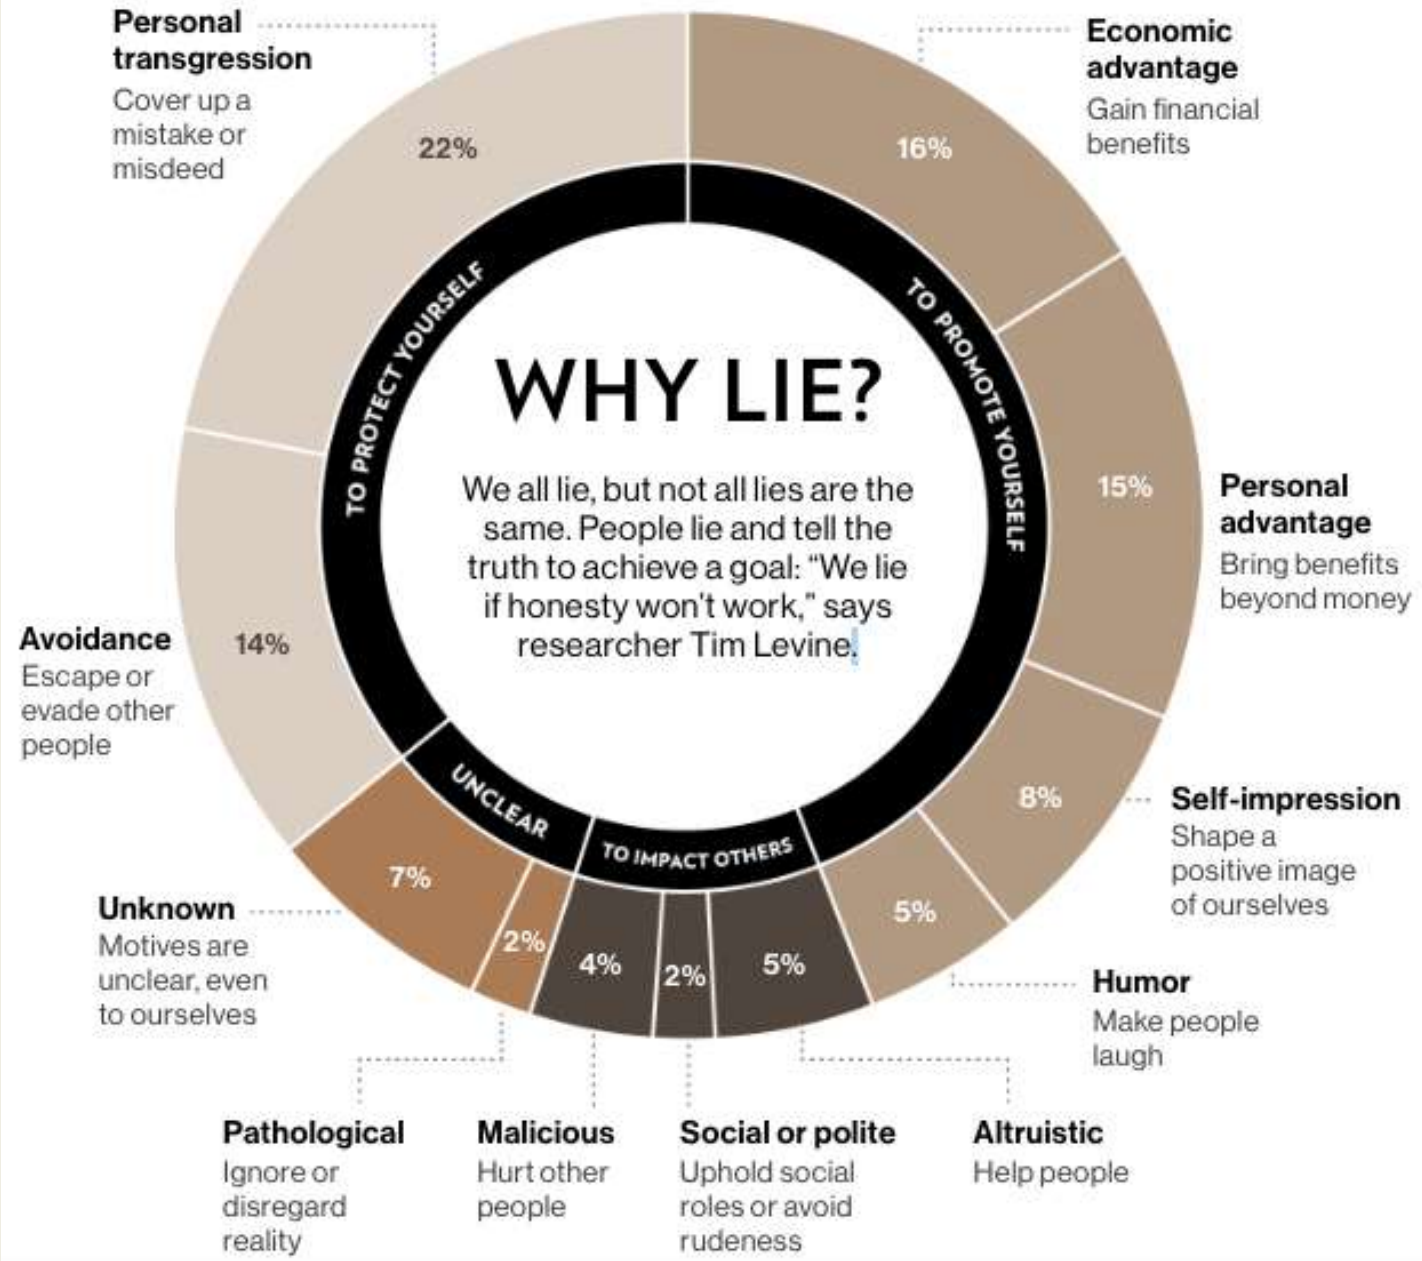 Personal
transgression
Cover up a
mistake or
misdeed
22%
Economic
advantage
Gain financial
benefits
16%
TO PROTECT YOURSELF
TO PROMOTE YOURSELF
WHY LIE?
We all lie, but not all lies are the
same. People lie and tell the
truth to achieve a goal: “We lie
if honesty won't work,” says
researcher Tim Levine.
15%
Personal
advantage
Bring benefits
beyond money
Avoidance
Escape or
evade other
people
14%
UNCLEAR
TO IMPACT OTHERS
8%
Self-impression
Shape a
positive image
of ourselves
7%
Unknown
Motives are
unclear, even
to ourselves
2%
4%
2%
5%
5%
Humor
Make people
laugh
Pathological
Ignore or
disregard
reality
Malicious
Hurt other
people
Social or polite
Uphold social
roles or avoid
rudeness
Altruistic
Help people